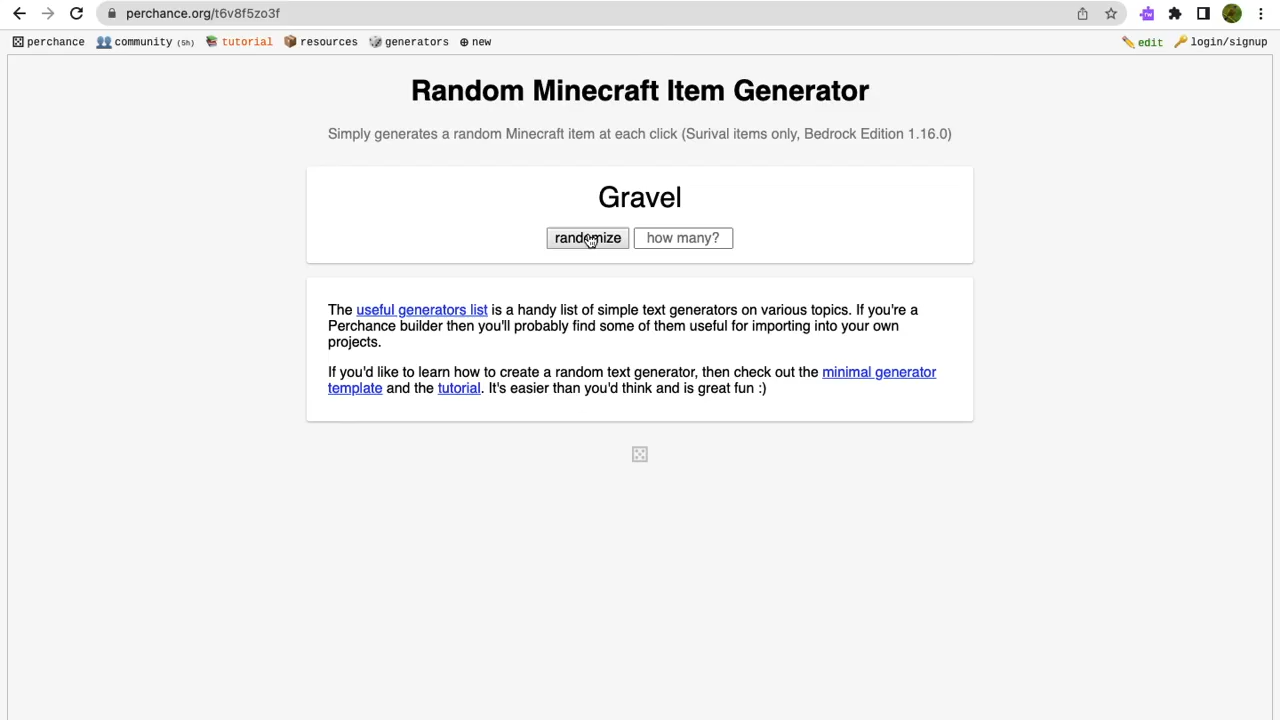 perchance.org/t6v8f5zo3f
perchance community (5h) tutorial resources generators new edit login/signup
Random Minecraft Item Generator
Simply generates a random Minecraft item at each click (Surival items only, Bedrock Edition 1.16.0)
Gravel
randomize how many?
The useful generators list is a handy list of simple text generators on various topics. If you're a
Perchance builder then you'll probably find some of them useful for importing into your own
projects.
If you'd like to learn how to create a random text generator, then check out the minimal generator
template and the tutorial. It's easier than you'd think and is great fun :)